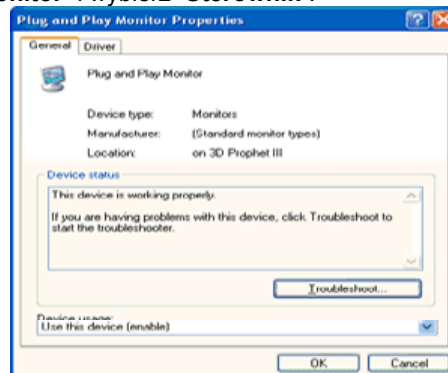 Plug and Play Monitor Properties
General Driver
Plug and Play Monitor
Device type: Monitors
Manufacturer: (Standard monitor types)
Location: on 3D Prophet III
Device status
This device is working properly.
If you are having problems with this device, click Troubleshoot to
start the troubleshooter.
Troubleshoot...
Device usage:
Use this device (enable)
OK Cancel